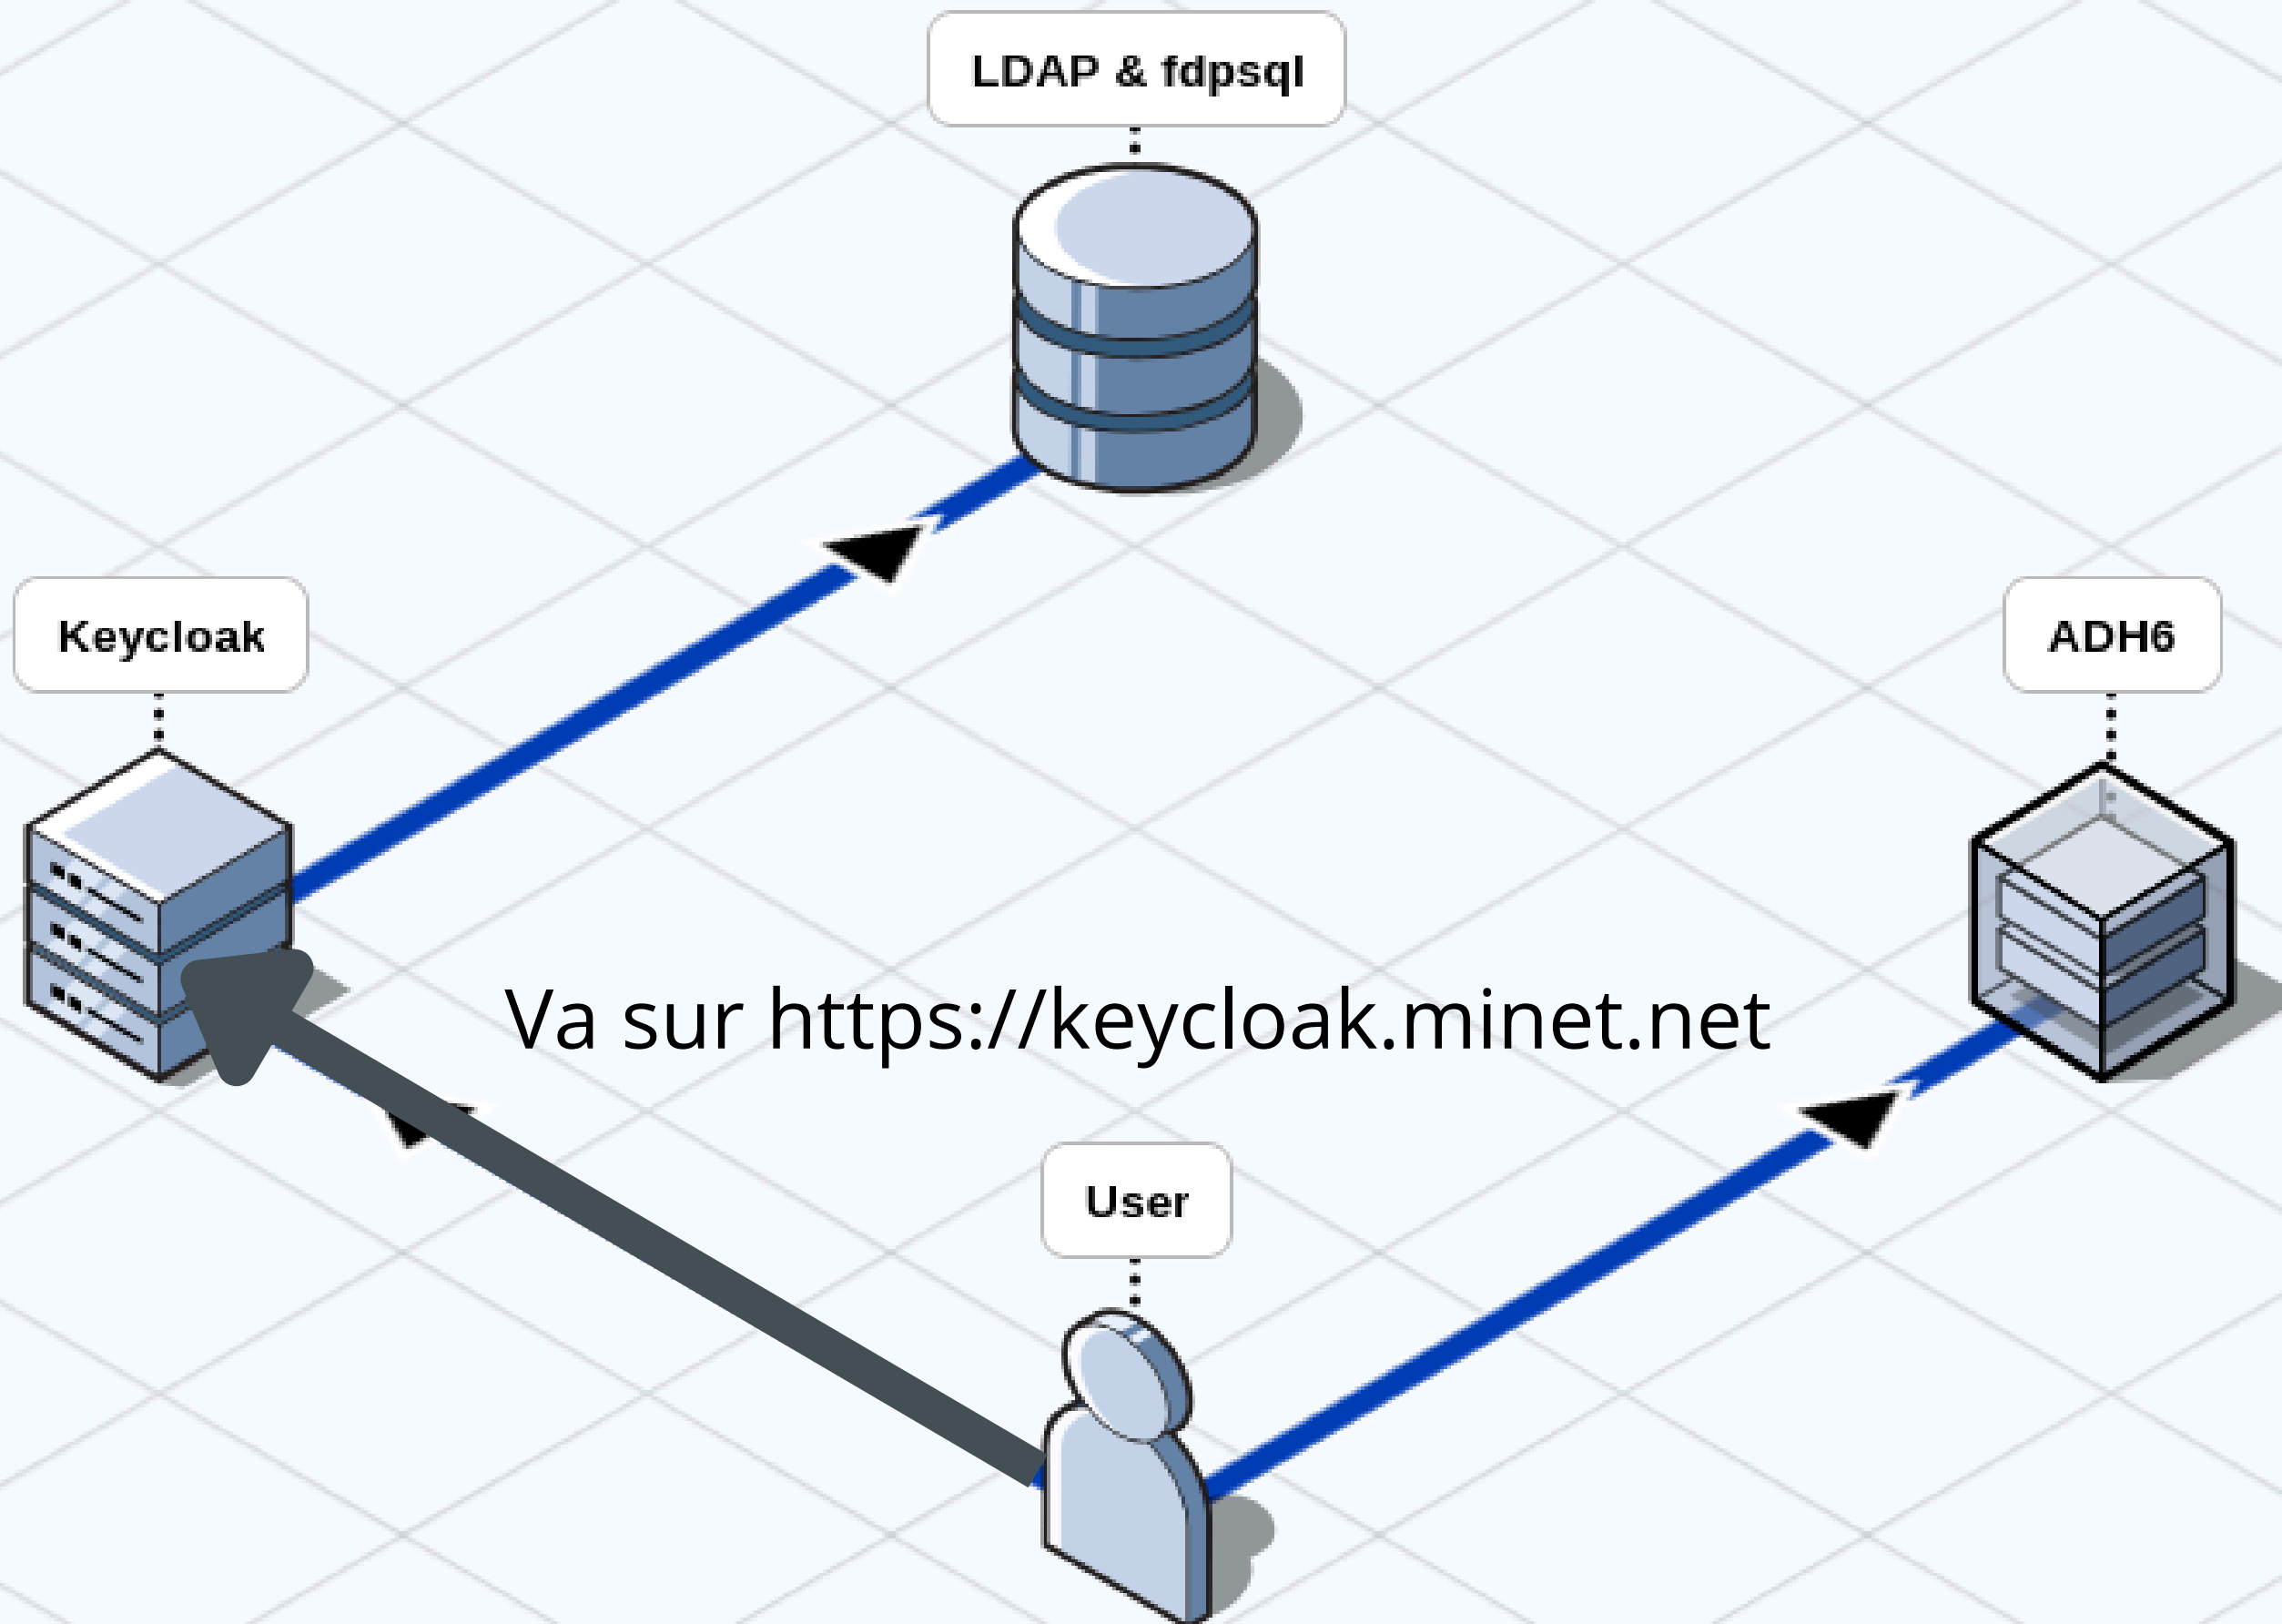 LDAP & fdpsql
Keycloak
ADH6
Va sur https://keycloak.minet.net
User